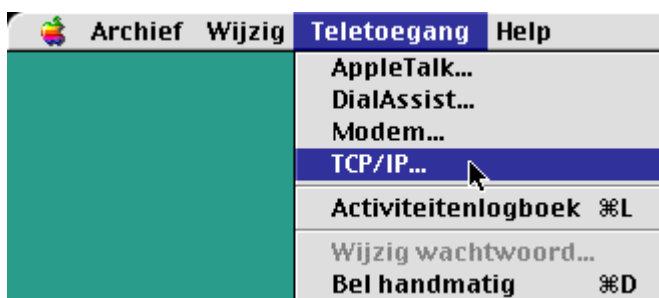 Archief Wijzig Teletoegang Help
AppleTalk...
DialAssist...
Modem...
TCP/IP...
Activiteitenlogboek ⌘L
Wijzig wachtwoord...
Bel handmatig ⌘D